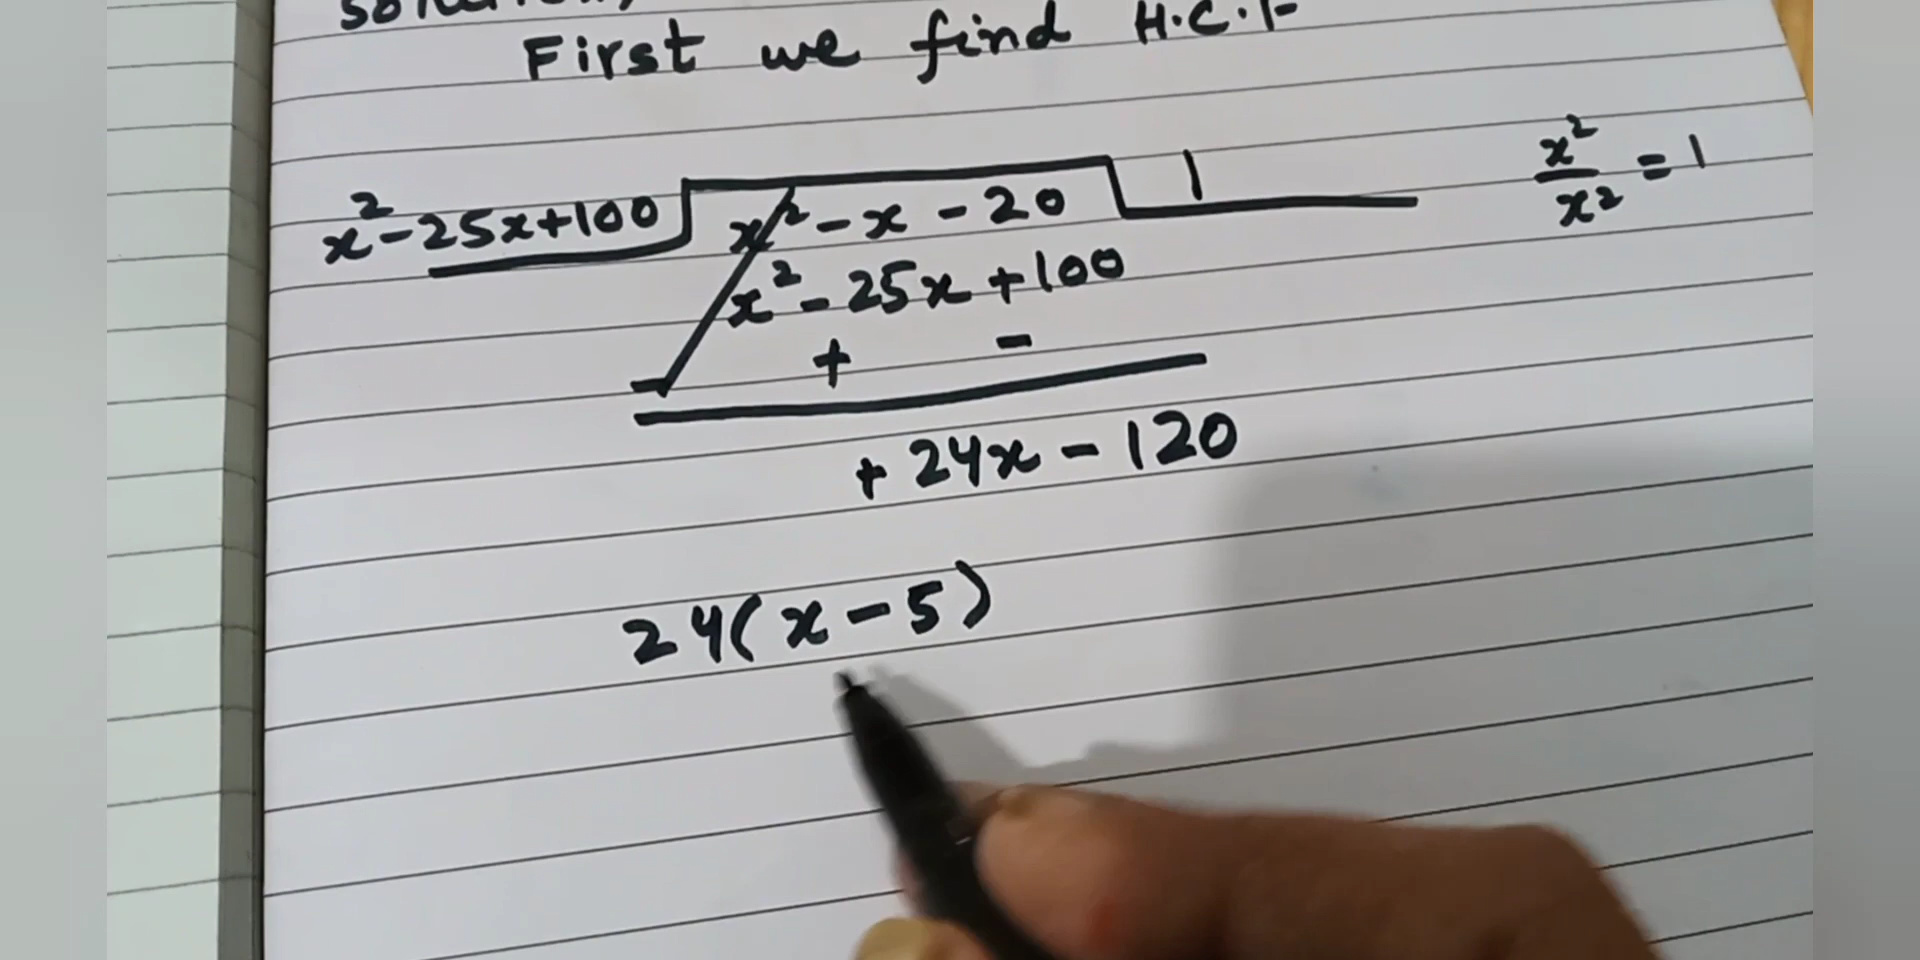 First we find H.C.F
x² - 25x + 100 x² - x - 20 1 x²/x² = 1
x² - 25x + 100
- + -
+ 24x - 120
24(x - 5)